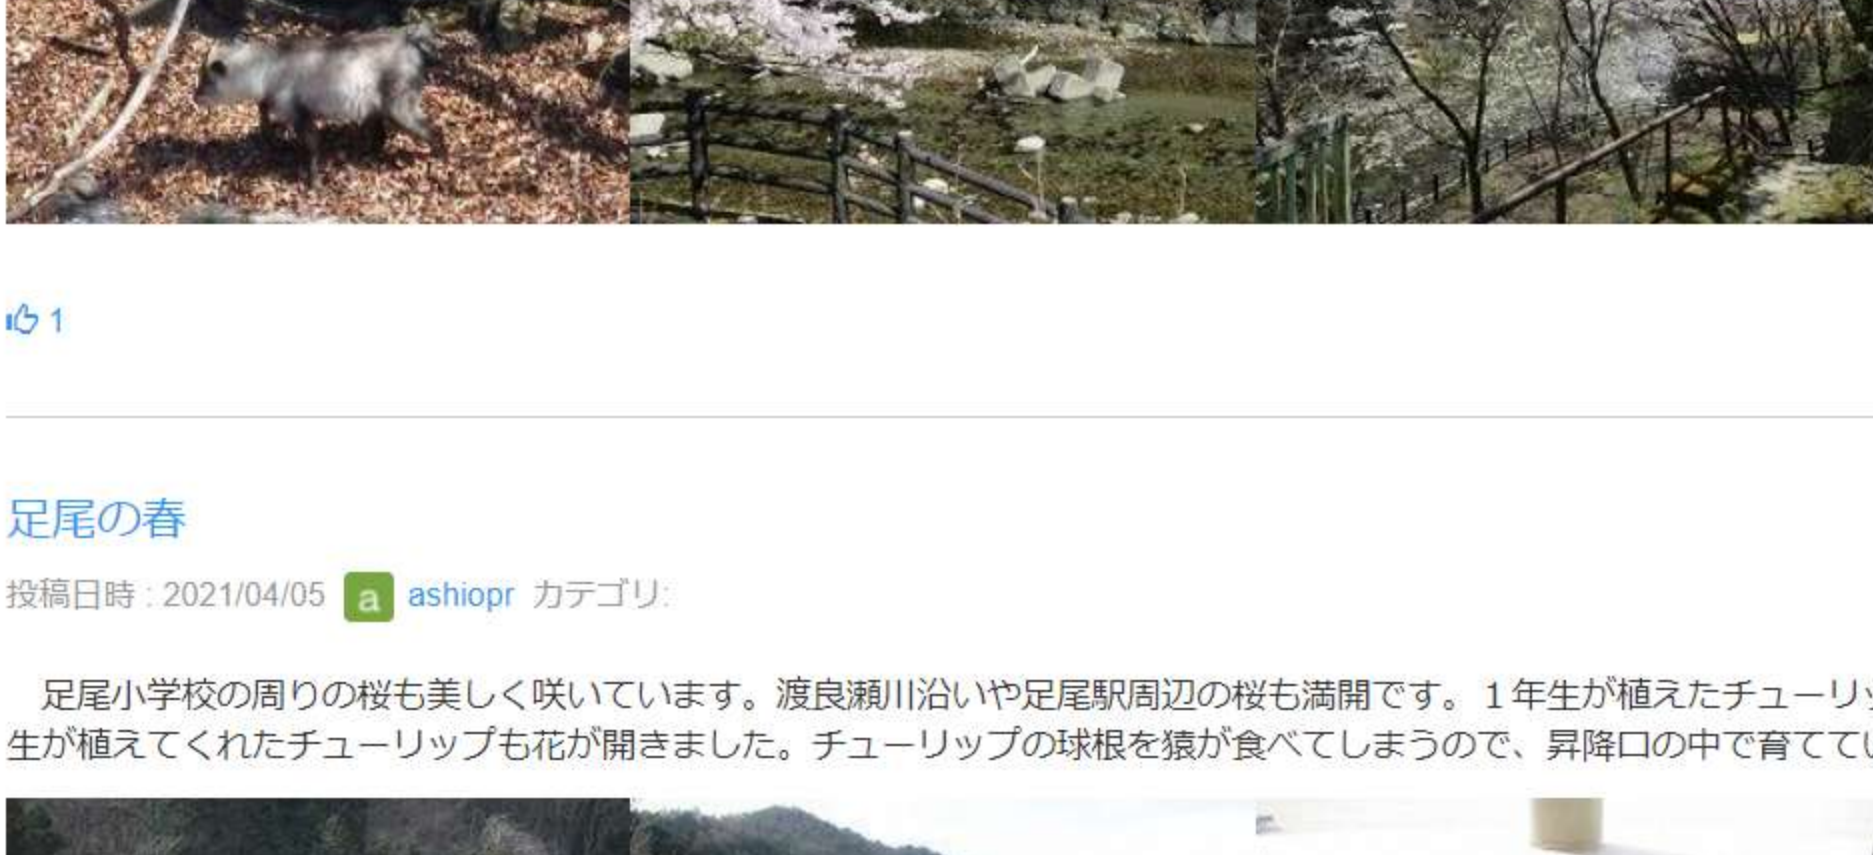 1
足尾の春
投稿日時 : 2021/04/05 a ashiopr カテゴリ:
足尾小学校の周りの桜も美しく咲いています。渡良瀬川沿いや足尾駅周辺の桜も満開です。１年生が植えたチューリッ
生が植えてくれたチューリップも花が開きました。チューリップの球根を猿が食べてしまうので、昇降口の中で育ててい